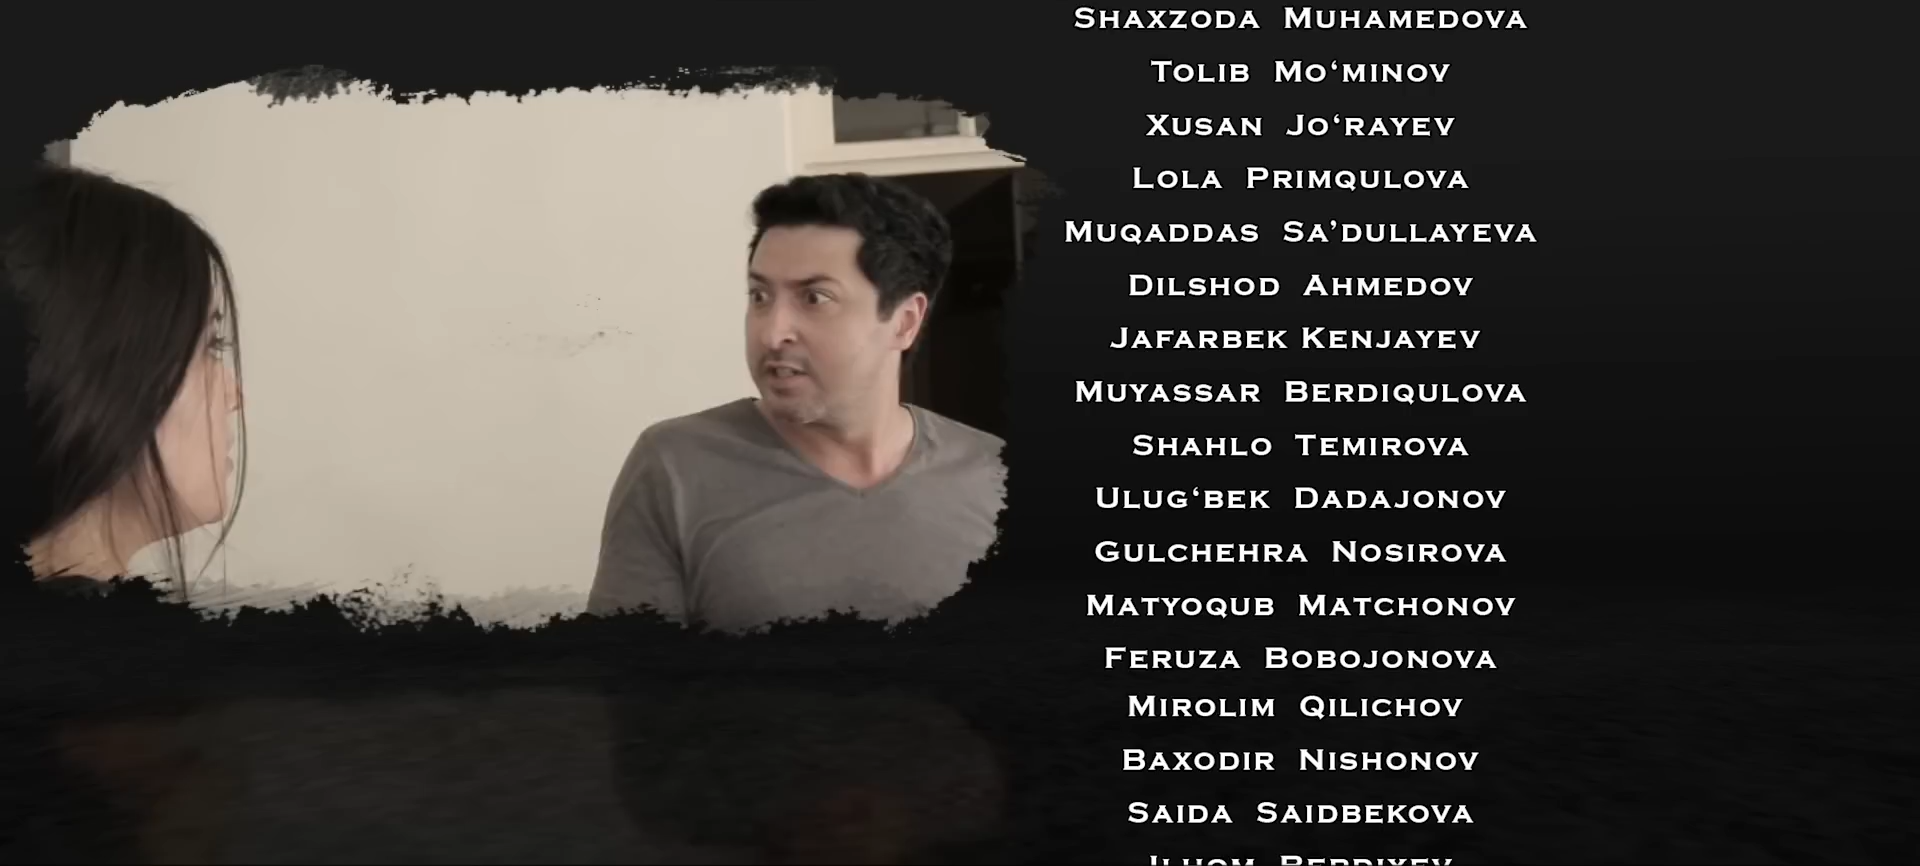 Shaxzoda Muhamedova
Tolib Mo‘minov
Xusan Jo‘rayev
Lola Primqulova
Muqaddas Sa’dullayeva
Dilshod Ahmedov
Jafarbek Kenjayev
Muyassar Berdiqulova
Shahlo Temirova
Ulug‘bek Dadajonov
Gulchehra Nosirova
Matyoqub Matchonov
Feruza Bobojonova
Mirolim Qilichov
Baxodir Nishonov
Saida Saidbekova